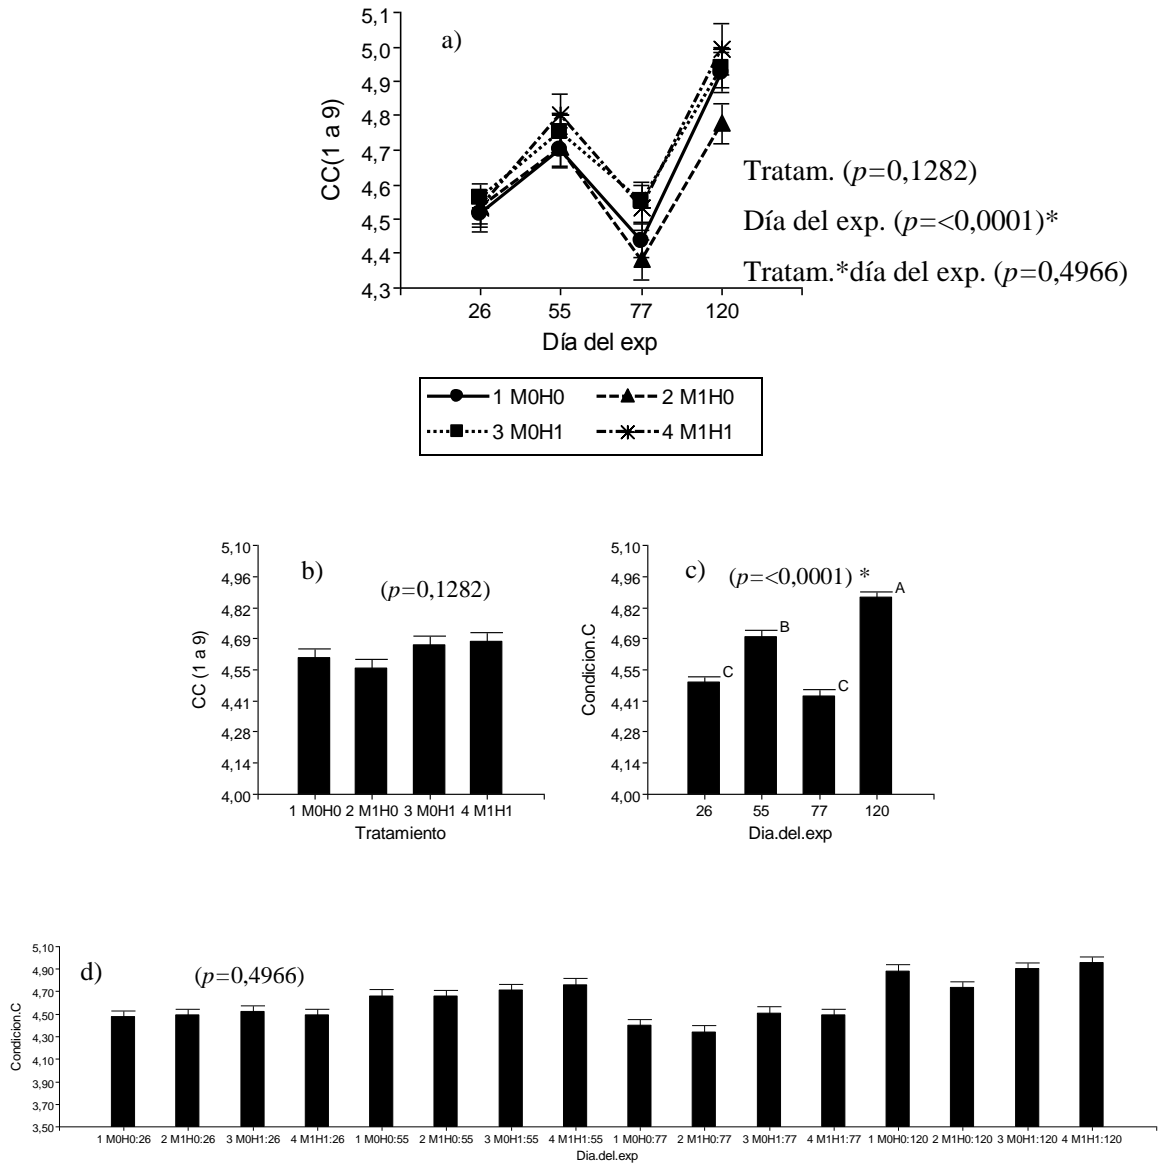 a)
CC(1 a 9)
5,1
5,0
4,9
4,8
4,7
4,6
4,5
4,4
4,3
26 55 77 120
Día del exp
Tratam. (p=0,1282)
Día del exp. (p=<0,0001)*
Tratam.*día del exp. (p=0,4966)
1 M0H0 2 M1H0
3 M0H1 4 M1H1
b)
(p=0,1282)
CC (1 a 9)
5,10
4,96
4,82
4,69
4,55
4,41
4,28
4,14
4,00
1 M0H0 2 M1H0 3 M0H1 4 M1H1
Tratamiento
c)
(p=<0,0001) *
Condicion.C
5,10
4,96
4,82
4,69
4,55
4,41
4,28
4,14
4,00
C B C A
26 55 77 120
Dia.del.exp
d)
(p=0,4966)
Condicion.C
5,10
4,90
4,70
4,50
4,30
4,10
3,90
3,70
3,50
1 M0H0:26 2 M1H0:26 3 M0H1:26 4 M1H1:26 1 M0H0:55 2 M1H0:55 3 M0H1:55 4 M1H1:55 1 M0H0:77 2 M1H0:77 3 M0H1:77 4 M1H1:77 1 M0H0:120 2 M1H0:120 3 M0H1:120 4 M1H1:120
Dia.del.exp